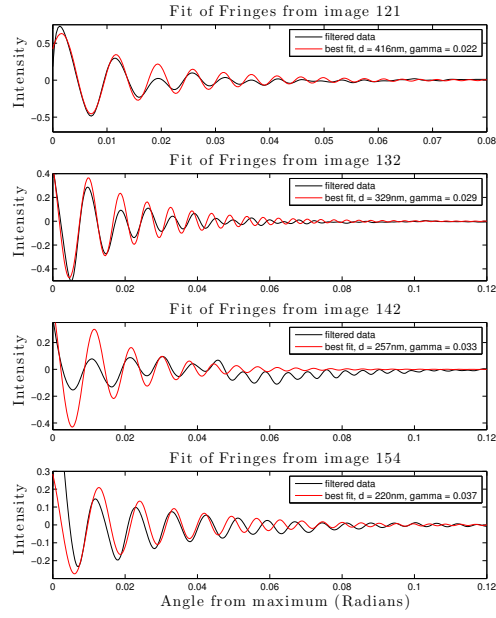 Fit of Fringes from image 121
Intensity
0.5
0
−0.5
filtered data
best fit, d = 416nm, gamma = 0.022
0 0.01 0.02 0.03 0.04 0.05 0.06 0.07 0.08
Fit of Fringes from image 132
Intensity
0.4
0.2
0
−0.2
−0.4
filtered data
best fit, d = 329nm, gamma = 0.029
0 0.02 0.04 0.06 0.08 0.1 0.12
Fit of Fringes from image 142
Intensity
0.2
0
−0.2
−0.4
filtered data
best fit, d = 257nm, gamma = 0.033
0 0.02 0.04 0.06 0.08 0.1 0.12
Fit of Fringes from image 154
Intensity
0.3
0.2
0.1
0
−0.1
−0.2
filtered data
best fit, d = 220nm, gamma = 0.037
0 0.02 0.04 0.06 0.08 0.1 0.12
Angle from maximum (Radians)